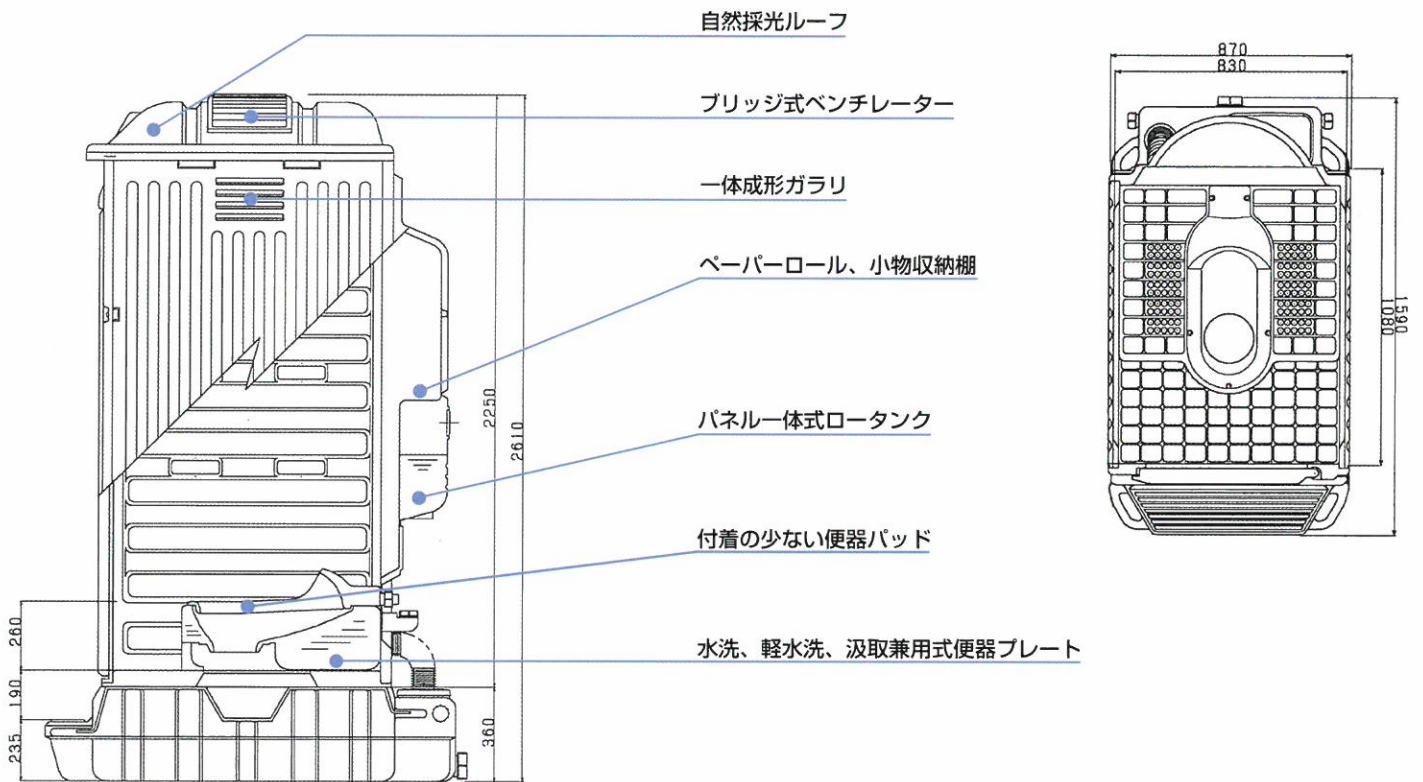 自然採光ルーフ
ブリッジ式ベンチレーター
一体成形ガラリ
ペーパーロール、小物収納棚
パネル一体式ロータンク
付着の少ない便器パッド
水洗、軽水洗、汲取兼用式便器プレート
2250
2610
360
260
190
235
870
830
1080
1590